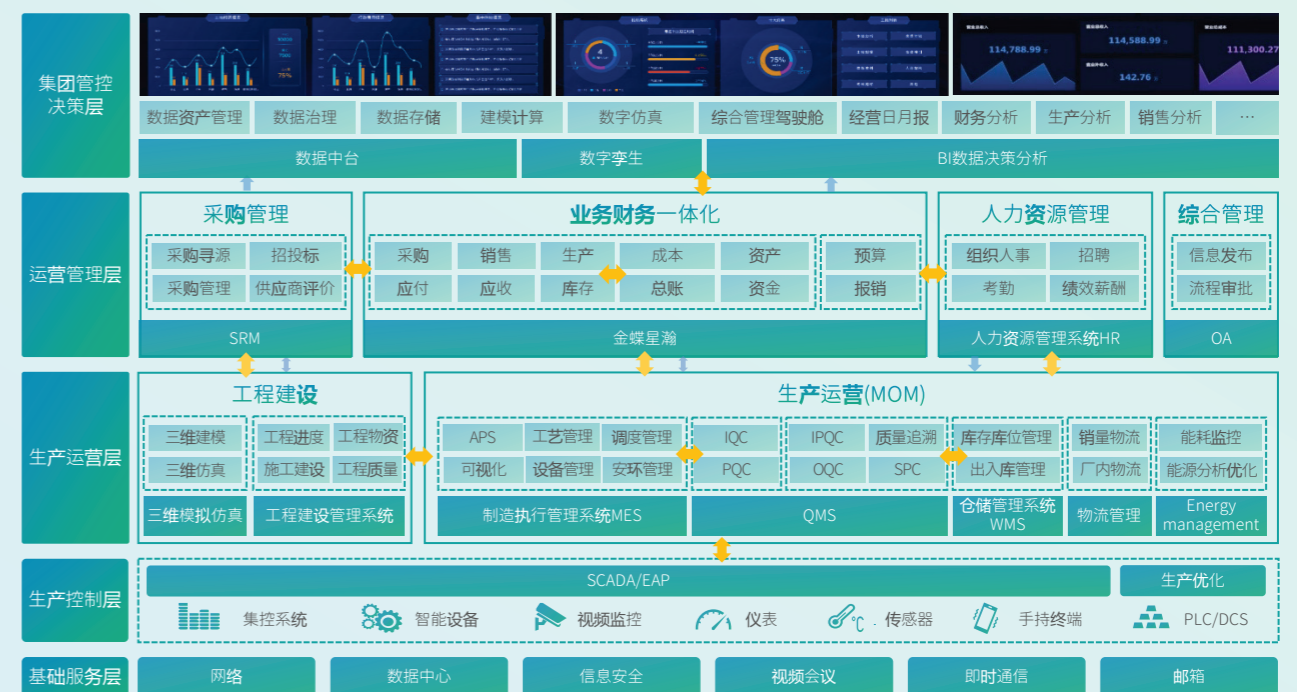 集团管控
决策层
114,788.99
114,588.99
142.76
111,300.27
75%
75%
数据资产管理 数据治理 数据存储 建模计算 数字仿真 综合管理驾驶舱 经营日月报 财务分析 生产分析 销售分析 …
数据中台 数字孪生 BI数据决策分析
运营管理层
采购管理
采购寻源 招投标
采购管理 供应商评价
SRM
业务财务一体化
采购 销售 生产 成本 资产 预算
应付 应收 库存 总账 资金 报销
金蝶星瀚
人力资源管理
组织人事 招聘
考勤 绩效薪酬
人力资源管理系统HR
综合管理
信息发布
流程审批
OA
生产运营层
工程建设
三维建模 工程进度 工程物资
三维仿真 施工建设 工程质量
三维模拟仿真 工程建设管理系统
生产运营(MOM)
APS 工艺管理 调度管理 IQC IPQC 质量追溯 库存库位管理 销量物流 能耗监控
可视化 设备管理 安环管理 PQC OQC SPC 出入库管理 厂内物流 能源分析优化
制造执行管理系统MES QMS
仓储管理系统
WMS
物流管理
Energy
management
生产控制层
SCADA/EAP 生产优化
集控系统 智能设备 视频监控 仪表 ℃ . 传感器 手持终端 PLC/DCS
基础服务层
网络 数据中心 信息安全 视频会议 即时通信 邮箱